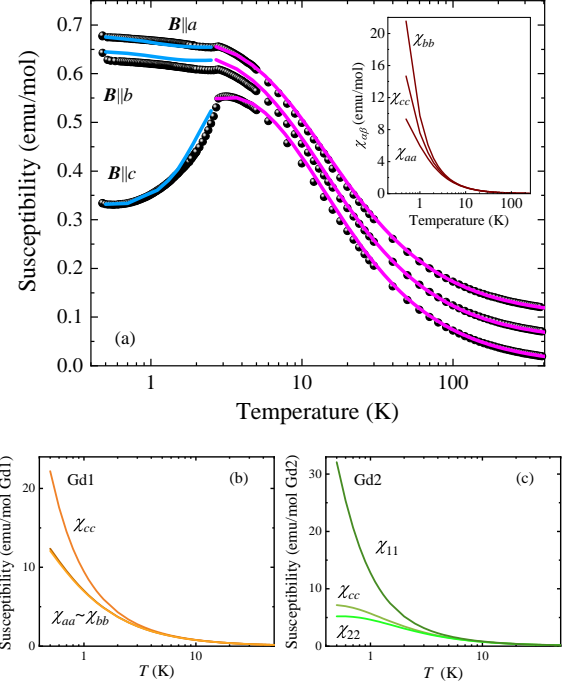 0.7
0.6
0.5
0.4
0.3
0.2
0.1
0.0
Susceptibility (emu/mol)
B||a
B||b
B||c
(a)
1
10
100
Temperature (K)
20
16
12
8
4
0
χαβ (emu/mol)
χbb
χcc
χaa
1
10
100
Temperature (K)
Susceptibility (emu/mol Gd1)
20
10
0
Gd1
(b)
χcc
χaa~χbb
1
10
T (K)
Susceptibility (emu/mol Gd2)
30
20
10
0
Gd2
(c)
χ11
χcc
χ22
1
10
T (K)